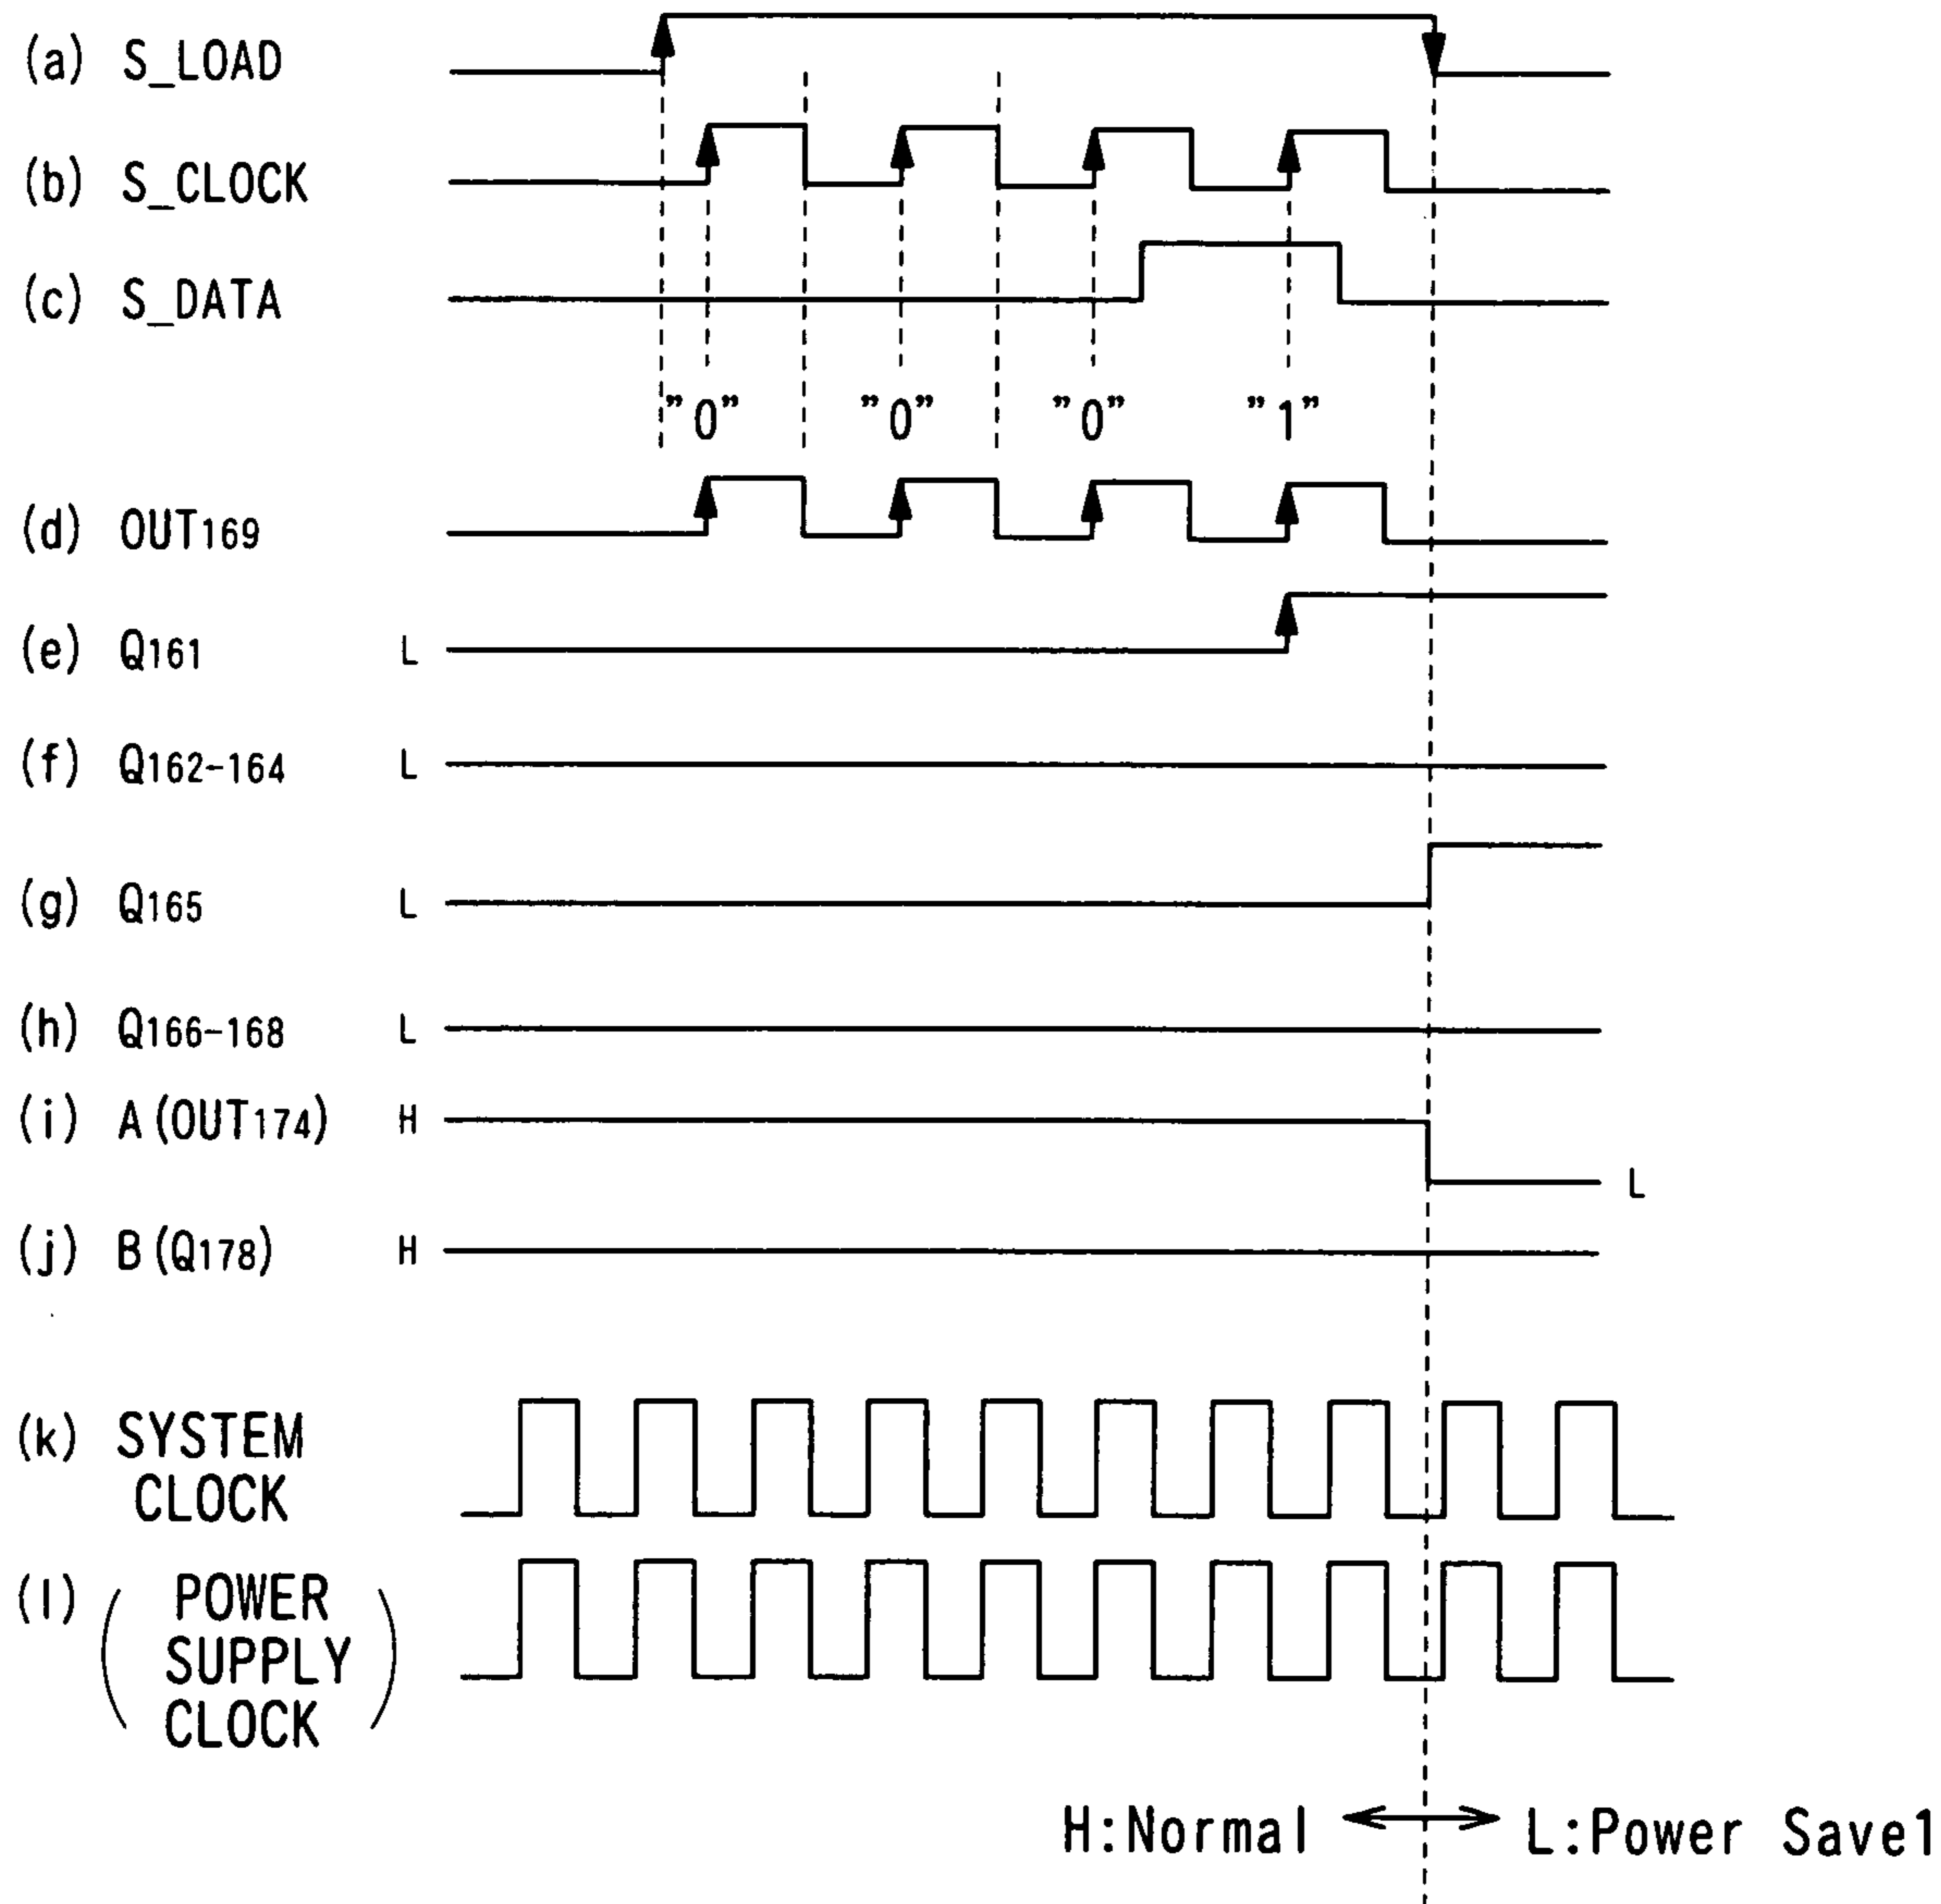 (a) S_LOAD
(b) S_CLOCK
(c) S_DATA
"0" "0" "0" "1"
(d) OUT169
(e) Q161 L
(f) Q162-164 L
(g) Q165 L
(h) Q166-168 L
(i) A(OUT174) H L
(j) B(Q178) H
(k) SYSTEM
CLOCK
(l) (POWER
SUPPLY
CLOCK)
H:Normal L:Power Save1